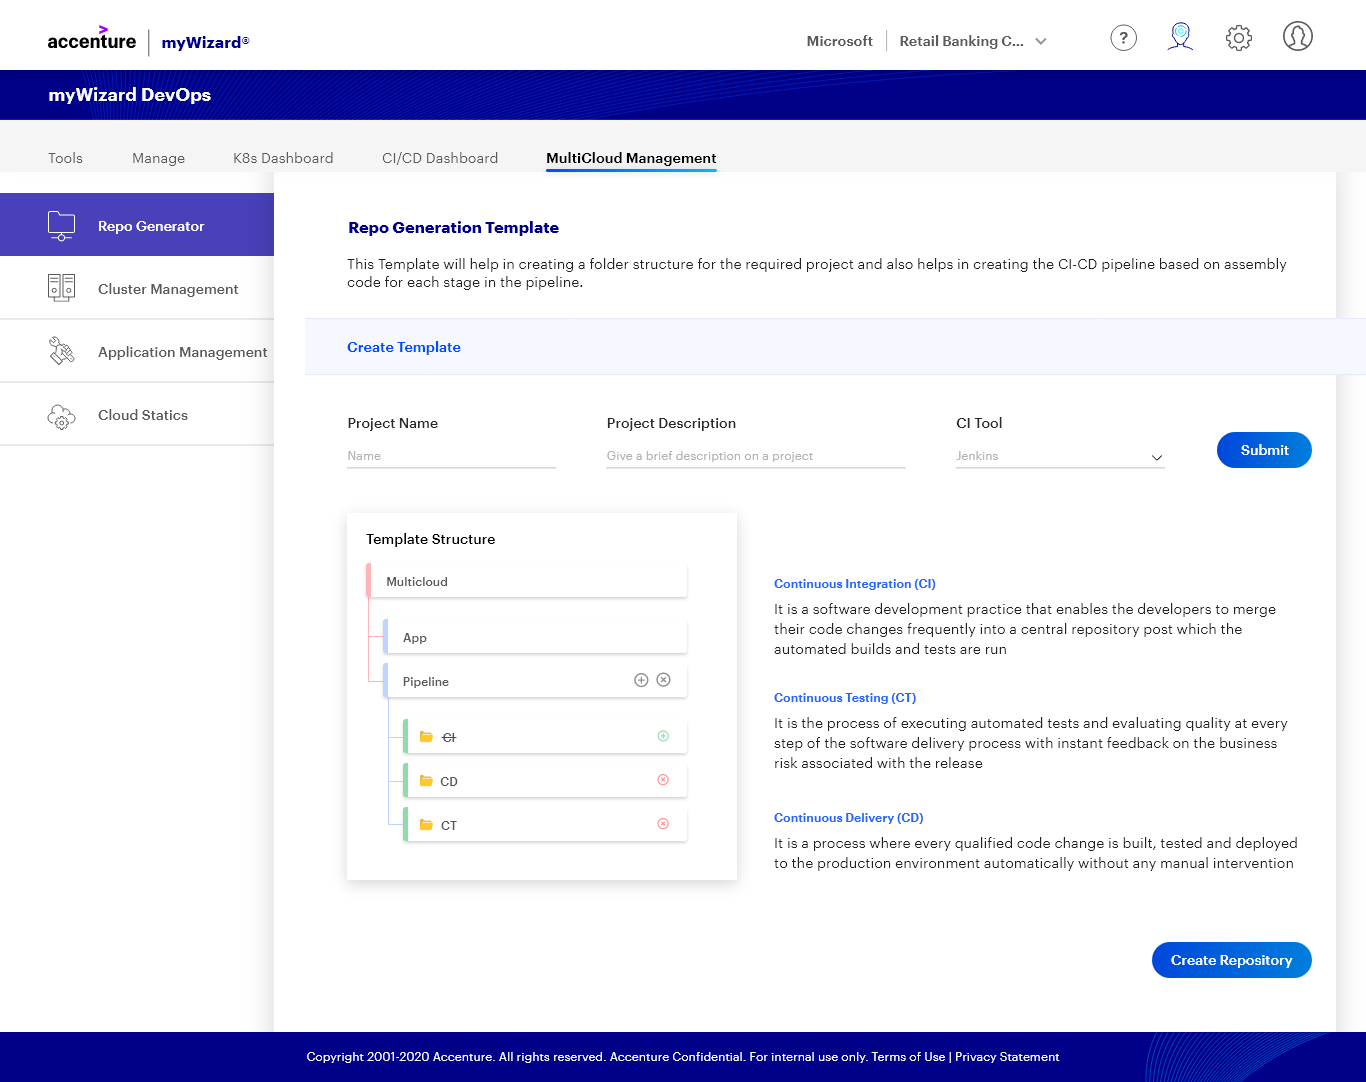 accenture
myWizard®
Microsoft
Retail Banking C...
?
myWizard DevOps
Tools
Manage
K8s Dashboard
CI/CD Dashboard
MultiCloud Management
Repo Generator
Cluster Management
Application Management
Cloud Statics
Repo Generation Template
This Template will help in creating a folder structure for the required project and also helps in creating the CI-CD pipeline based on assembly
code for each stage in the pipeline.
Create Template
Project Name
Name
Project Description
Give a brief description on a project
CI Tool
Jenkins
Submit
Template Structure
Multicloud
App
Pipeline
CI
CD
CT
Continuous Integration (CI)
It is a software development practice that enables the developers to merge
their code changes frequently into a central repository post which the
automated builds and tests are run
Continuous Testing (CT)
It is the process of executing automated tests and evaluating quality at every
step of the software delivery process with instant feedback on the business
risk associated with the release
Continuous Delivery (CD)
It is a process where every qualified code change is built, tested and deployed
to the production environment automatically without any manual intervention
Create Repository
Copyright 2001-2020 Accenture. All rights reserved. Accenture Confidential. For internal use only. Terms of Use | Privacy Statement